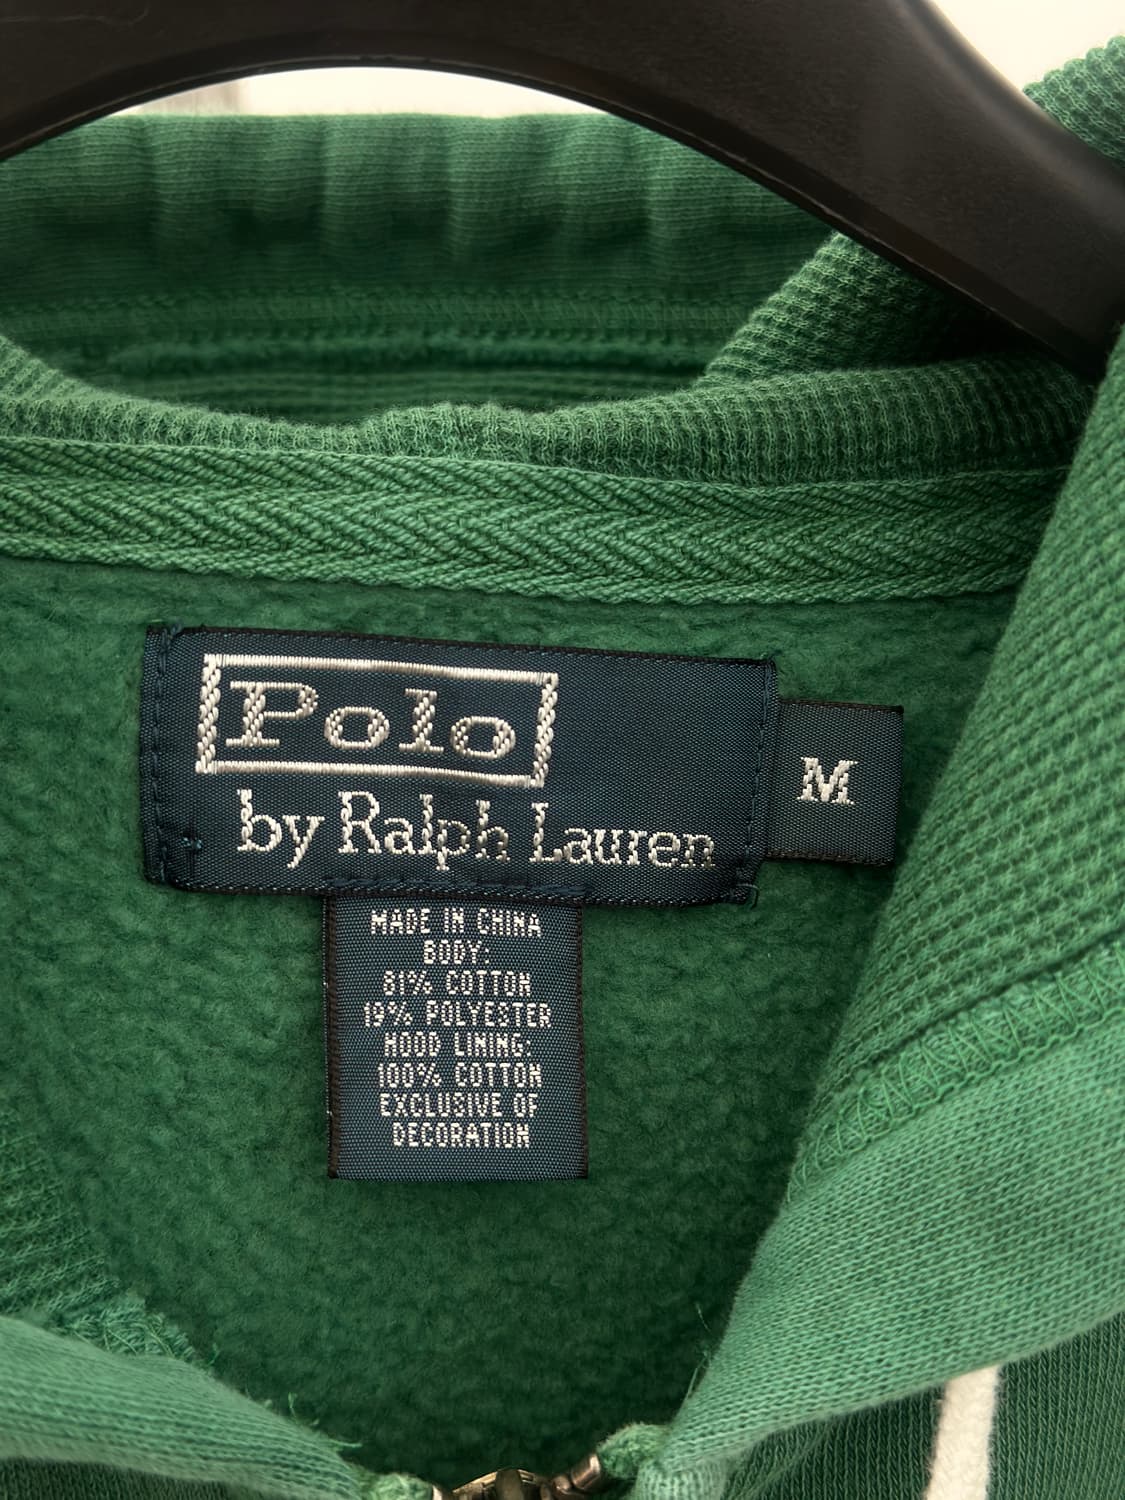 Polo
by Ralph Lauren
M
MADE IN CHINA
BODY:
81% COTTON
19% POLYESTER
HOOD LINING:
100% COTTON
EXCLUSIVE OF
DECORATION